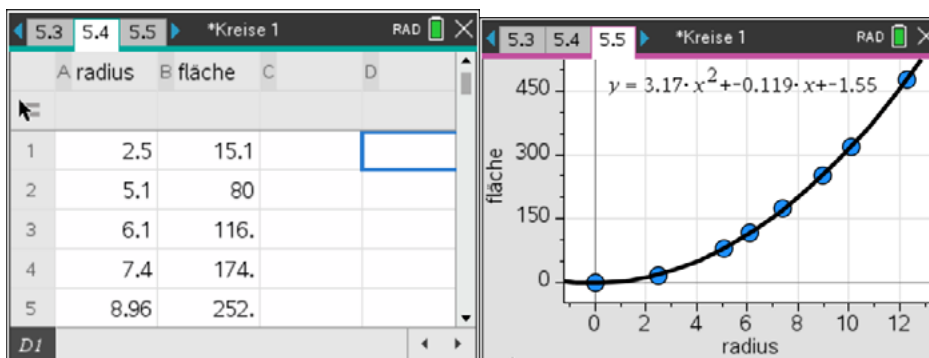 5.3 5.4 5.5 *Kreise 1 RAD
A radius B fläche C D
=
1 2.5 15.1
2 5.1 80
3 6.1 116.
4 7.4 174.
5 8.96 252.
D1
5.3 5.4 5.5 *Kreise 1 RAD
y = 3.17· x²+-0.119· x+-1.55
fläche
450
300
150
0
0 2 4 6 8 10 12
radius